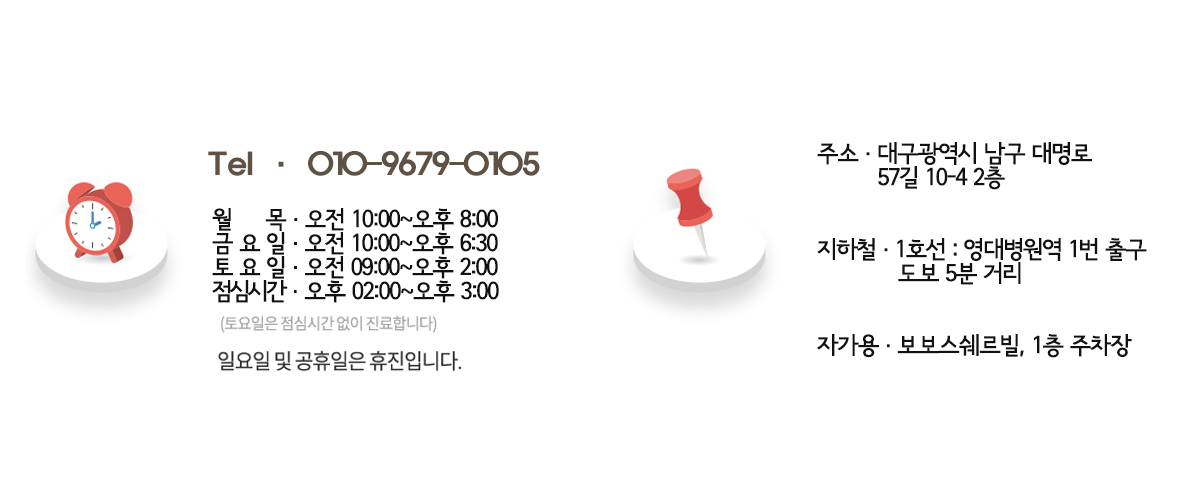 Tel · 010-9679-0105
월 목 · 오전 10:00~오후 8:00
금 요 일 · 오전 10:00~오후 6:30
토 요 일 · 오전 09:00~오후 2:00
점심시간 · 오후 02:00~오후 3:00
(토요일은 점심시간 없이 진료합니다)
일요일 및 공휴일은 휴진입니다.
주소 · 대구광역시 남구 대명로
57길 10-4 2층
지하철 · 1호선 : 영대병원역 1번 출구
도보 5분 거리
자가용 · 보보스쉐르빌, 1층 주차장